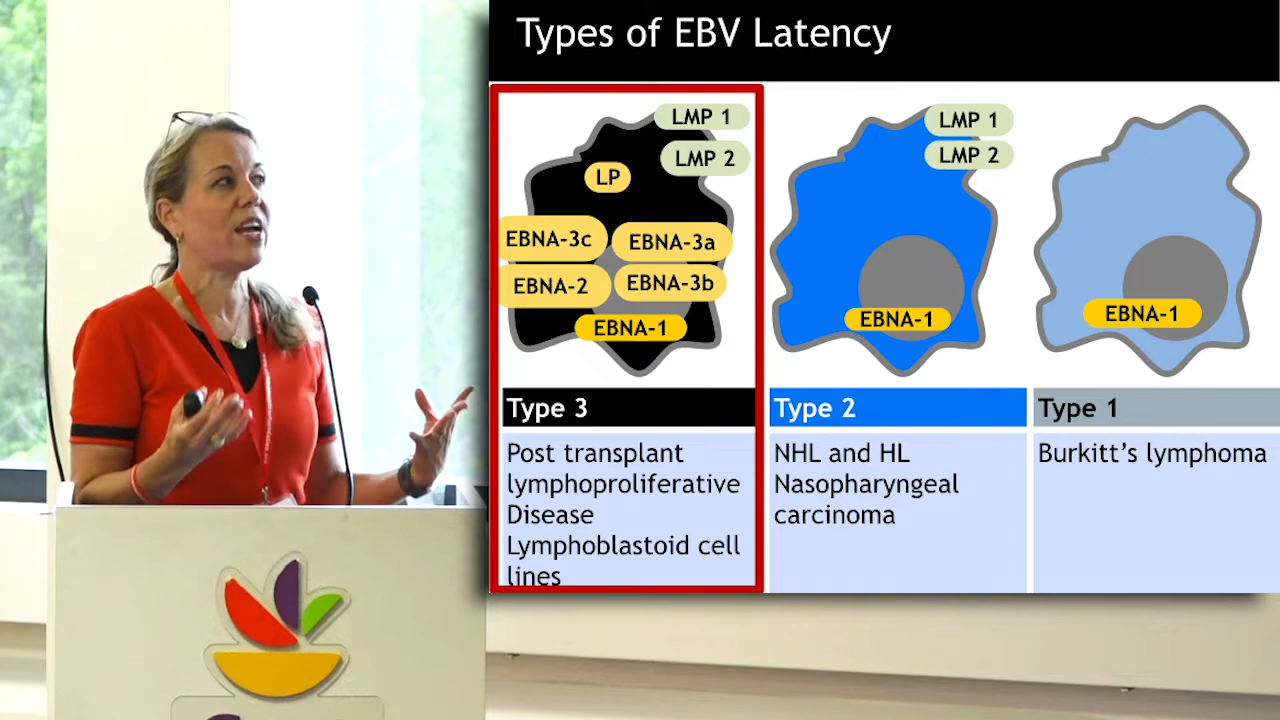 Types of EBV Latency
LMP 1
LMP 2
LP
EBNA-3c
EBNA-3a
EBNA-2
EBNA-3b
EBNA-1
LMP 1
LMP 2
EBNA-1
EBNA-1
Type 3
Post transplant
lymphoproliferative
Disease
Lymphoblastoid cell
lines
Type 2
NHL and HL
Nasopharyngeal
carcinoma
Type 1
Burkitt’s lymphoma